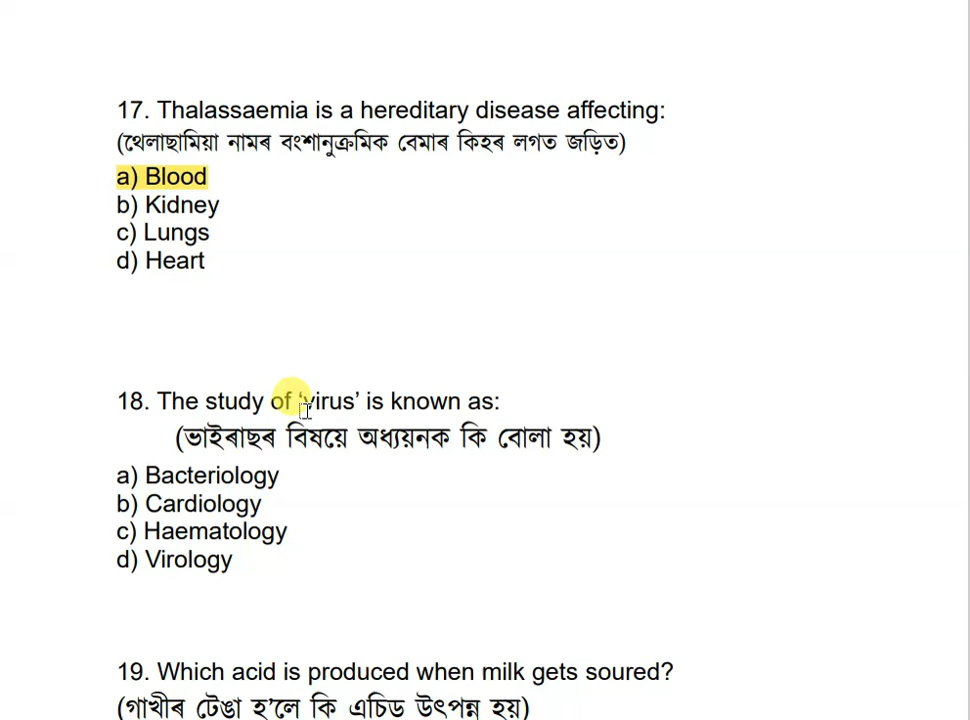 17. Thalassaemia is a hereditary disease affecting:
(থেলাছামিয়া নামৰ বংশানুক্ৰমিক বেমাৰ কিহৰ লগত জড়িত)
a) Blood
b) Kidney
c) Lungs
d) Heart
18. The study of ‘virus’ is known as:
(ভাইৰাছৰ বিষয়ে অধ্যয়নক কি বোলা হয়)
a) Bacteriology
b) Cardiology
c) Haematology
d) Virology
19. Which acid is produced when milk gets soured?
(গাখীৰ টেঙা হ’লে কি এচিড উৎপন্ন হয়)